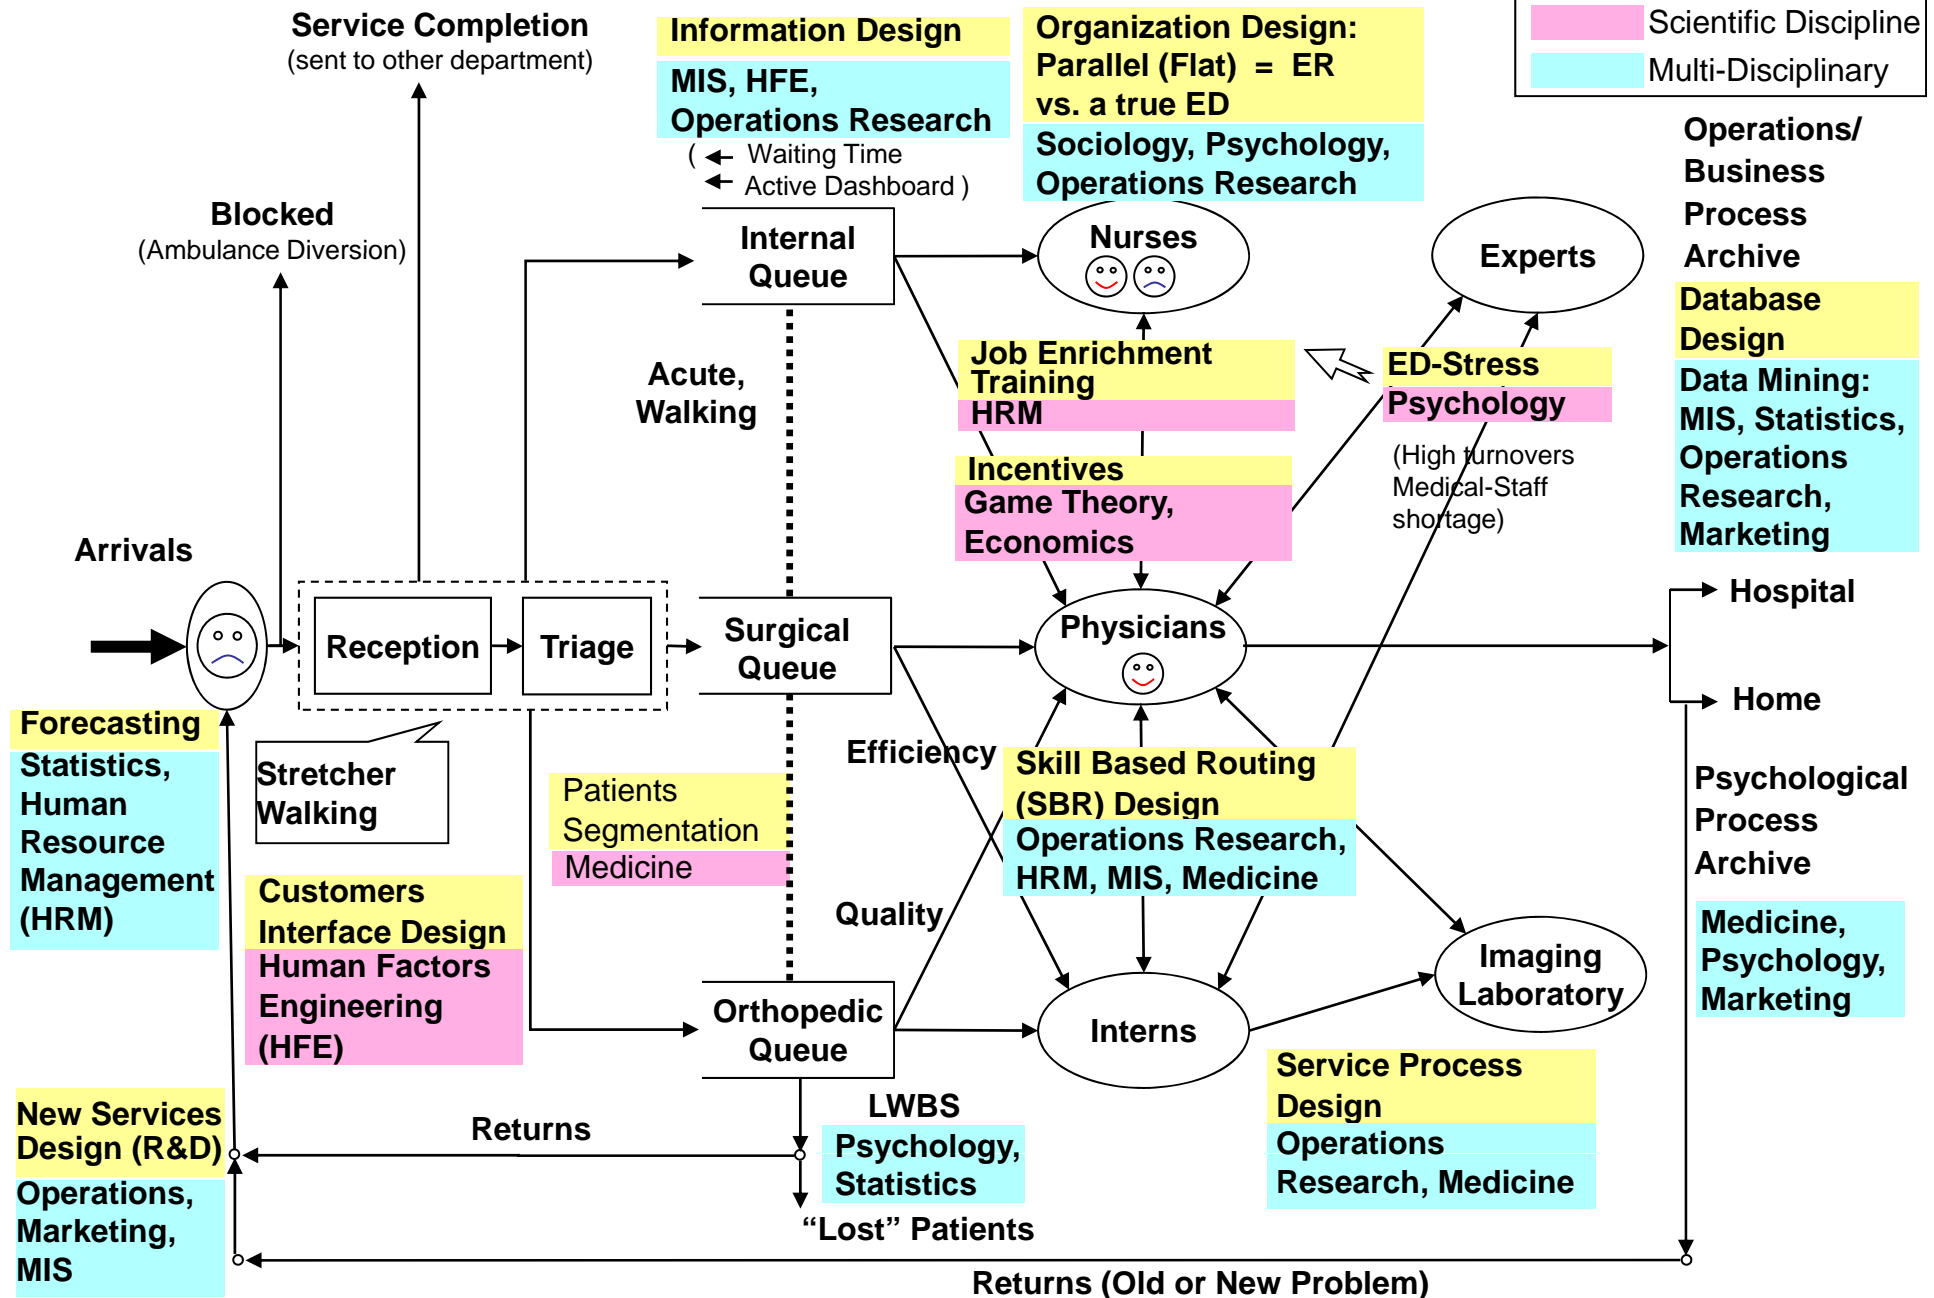 Service Completion
(sent to other department)
Information Design
MIS, HFE,
Operations Research
( Waiting Time
Active Dashboard )
Organization Design:
Parallel (Flat) = ER
vs. a true ED
Sociology, Psychology,
Operations Research
Scientific Discipline
Multi-Disciplinary
Operations/
Business
Process
Archive
Database
Design
Data Mining:
MIS, Statistics,
Operations
Research,
Marketing
Blocked
(Ambulance Diversion)
Internal
Queue
Nurses
Experts
Acute,
Walking
Job Enrichment
Training
HRM
ED-Stress
Psychology
(High turnovers
Medical-Staff
shortage)
Incentives
Game Theory,
Economics
Arrivals
Reception
Triage
Surgical
Queue
Physicians
Hospital
Home
Forecasting
Statistics,
Human
Resource
Management
(HRM)
Stretcher
Walking
Patients
Segmentation
Medicine
Efficiency
Skill Based Routing
(SBR) Design
Operations Research,
HRM, MIS, Medicine
Psychological
Process
Archive
Medicine,
Psychology,
Marketing
Customers
Interface Design
Human Factors
Engineering
(HFE)
Quality
Orthopedic
Queue
Interns
Imaging
Laboratory
Service Process
Design
Operations
Research, Medicine
New Services
Design (R&D)
Operations,
Marketing,
MIS
Returns
LWBS
Psychology,
Statistics
“Lost” Patients
Returns (Old or New Problem)